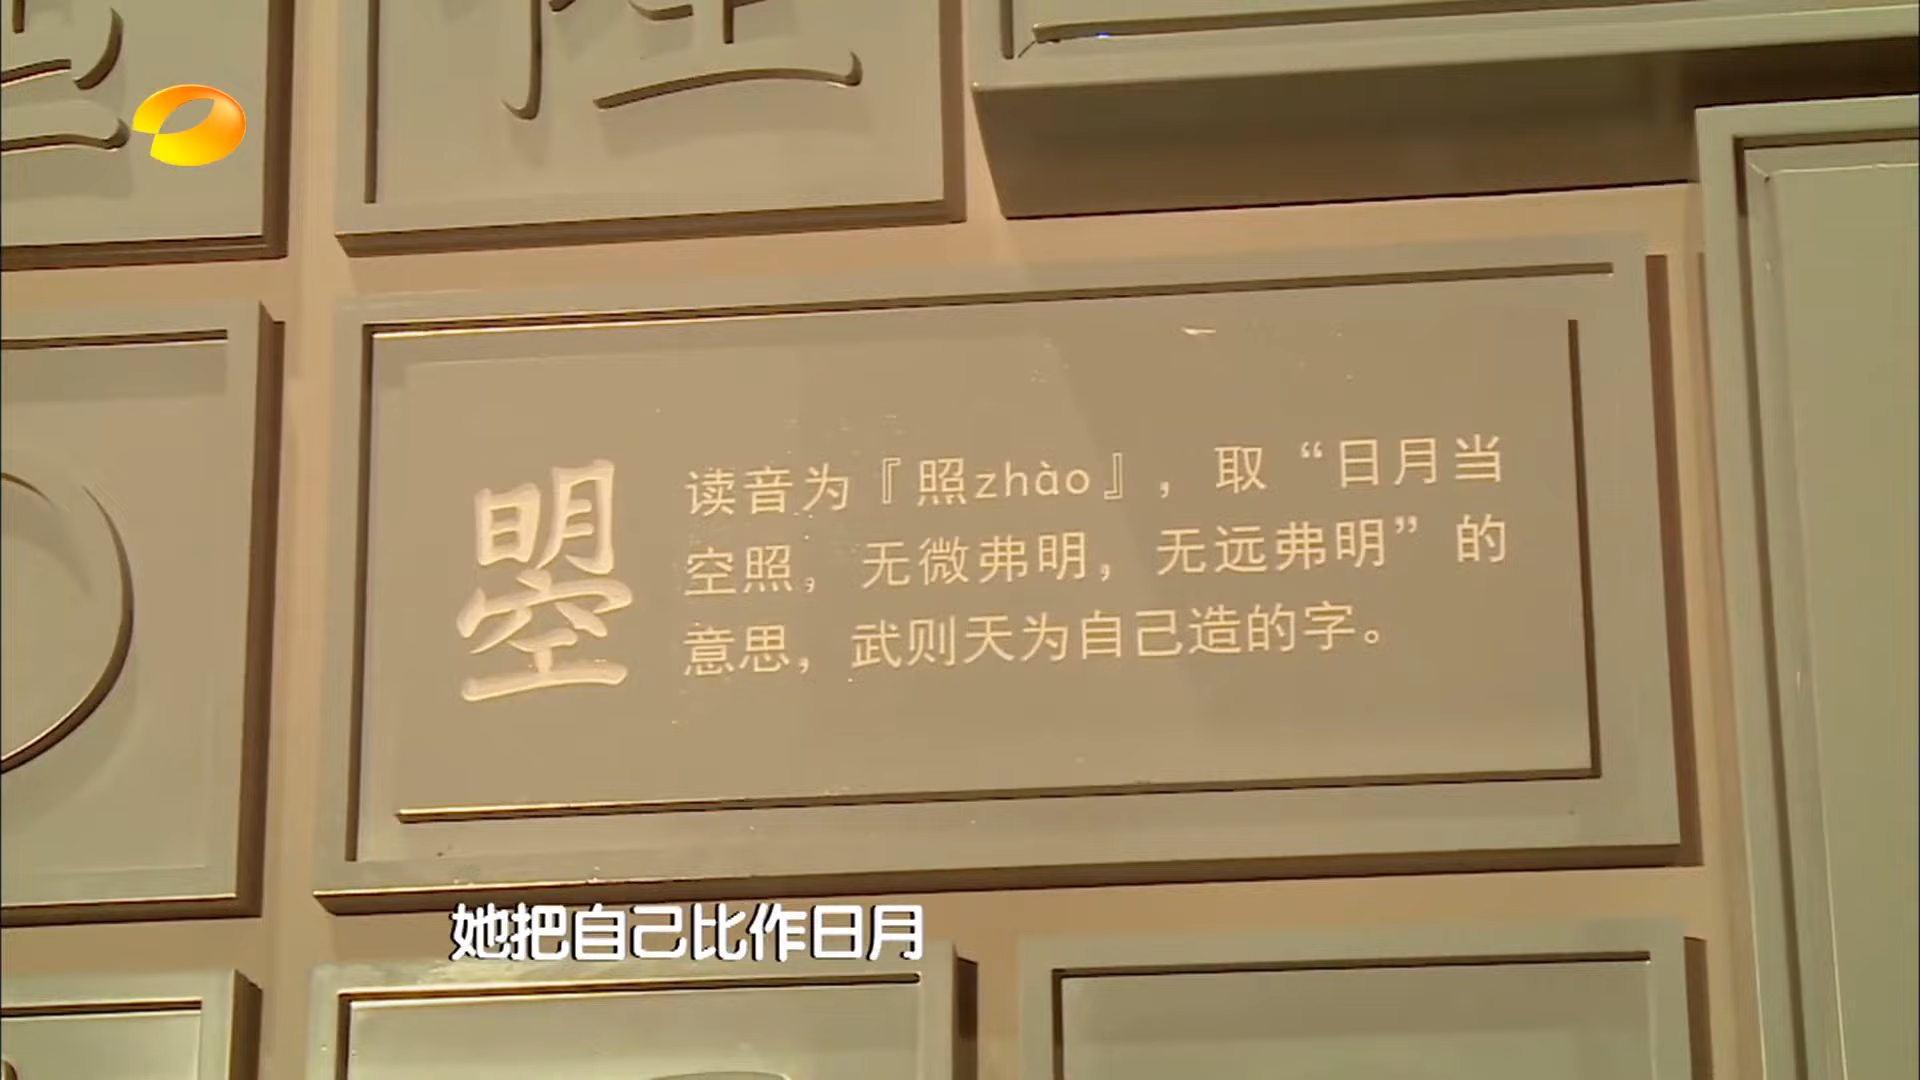 曌
读音为『照zhào』，取“日月当
空照，无微弗明，无远弗明”的
意思，武则天为自己造的字。
她把自己比作日月